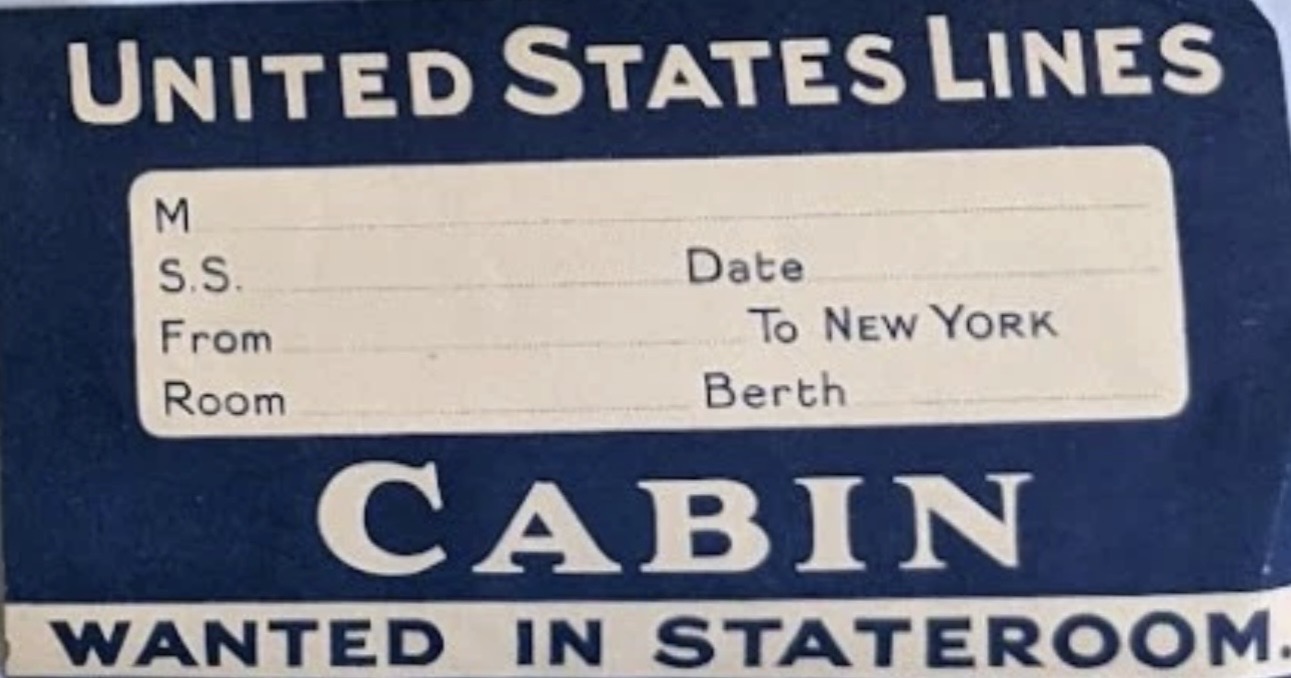 UNITED STATES LINES
M
S.S. Date
From To NEW YORK
Room Berth
CABIN
WANTED IN STATEROOM.